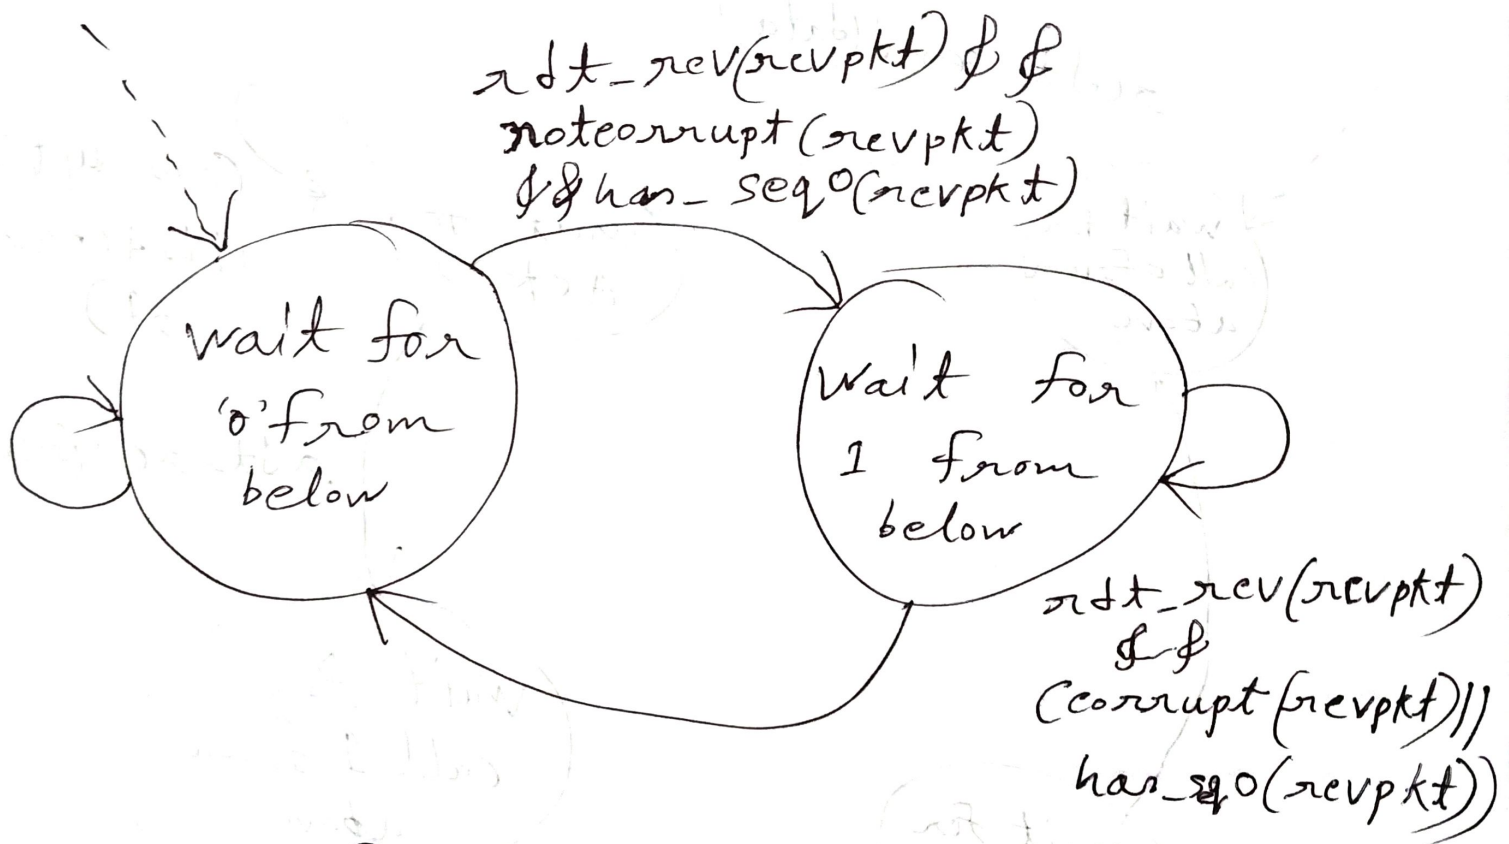 rdt_rcv(rcvpkt) &&
notcorrupt(rcvpkt)
&& has_seq0(rcvpkt)
wait for
'0' from
below
wait for
1 from
below
rdt_rcv(rcvpkt)
&&
(corrupt(rcvpkt)||
has_sq0(rcvpkt))